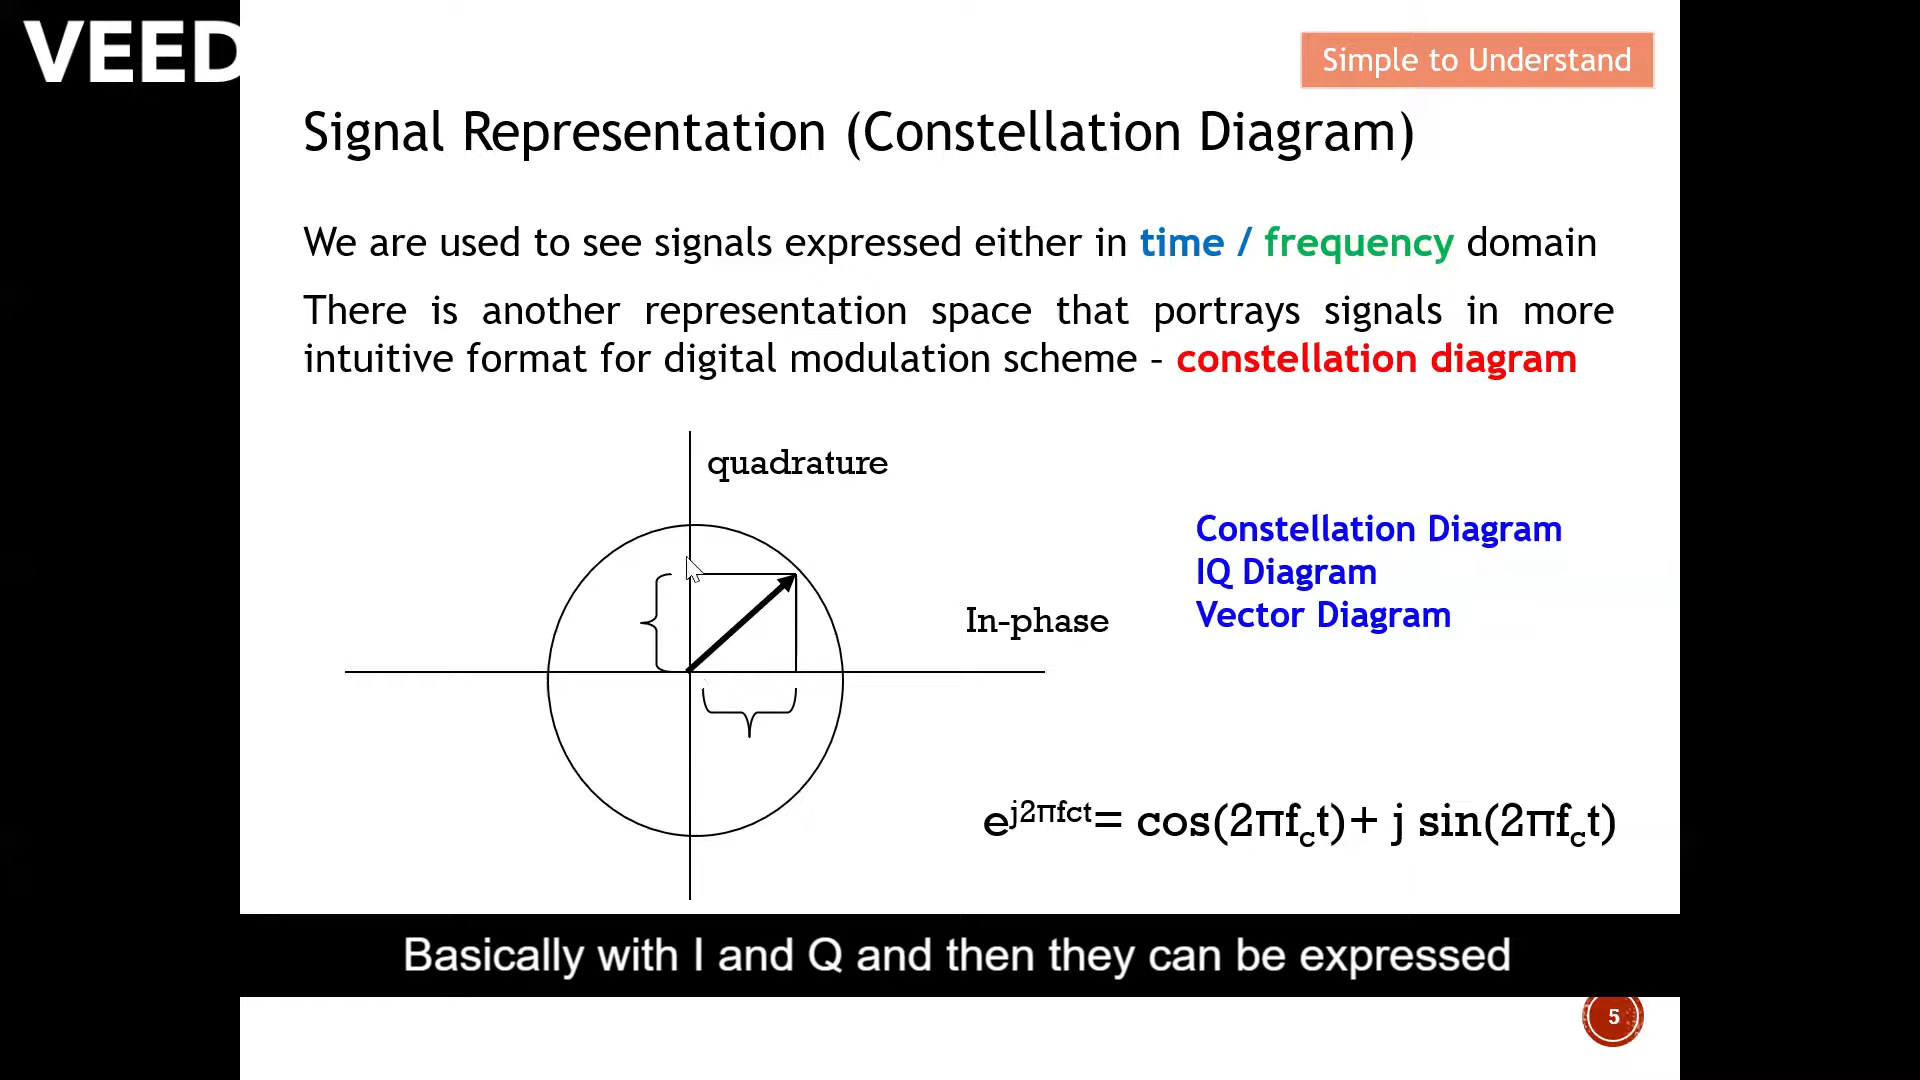 VEED
Simple to Understand
Signal Representation (Constellation Diagram)
We are used to see signals expressed either in time / frequency domain
There is another representation space that portrays signals in more
intuitive format for digital modulation scheme – constellation diagram
quadrature
Constellation Diagram
IQ Diagram
In-phase
Vector Diagram
e^j2πfct= cos(2πf_ct)+ j sin(2πf_ct)
Basically with I and Q and then they can be expressed
5